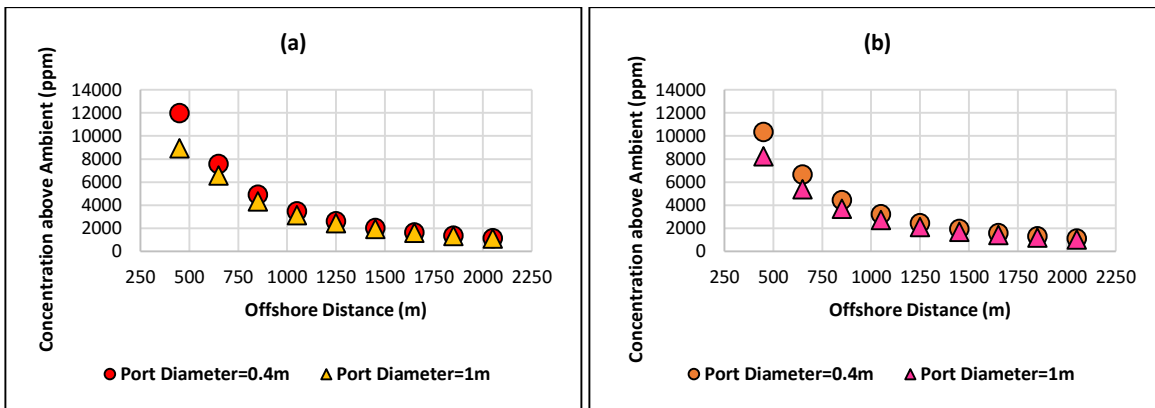 (a)
Concentration above Ambient (ppm)
14000
12000
10000
8000
6000
4000
2000
0
250 500 750 1000 1250 1500 1750 2000 2250
Offshore Distance (m)
Port Diameter=0.4m Port Diameter=1m
(b)
Concentration above Ambient (ppm)
14000
12000
10000
8000
6000
4000
2000
0
250 500 750 1000 1250 1500 1750 2000 2250
Offshore Distance (m)
Port Diameter=0.4m Port Diameter=1m